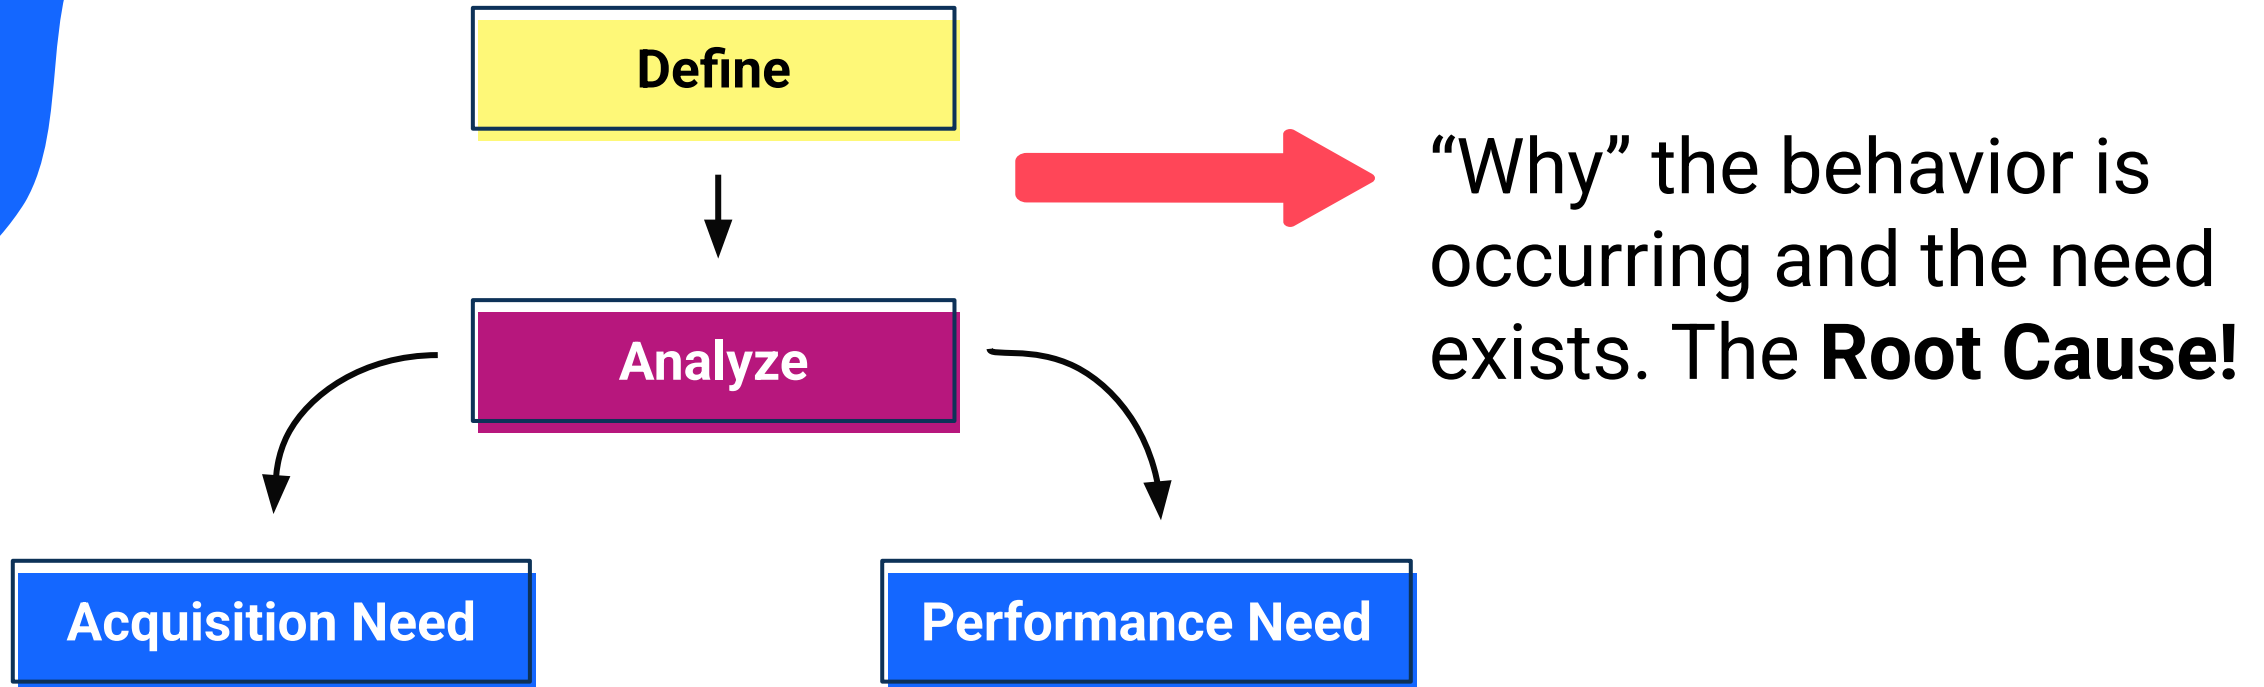 Define
“Why” the behavior is
occurring and the need
exists. The Root Cause!
Analyze
Acquisition Need
Performance Need